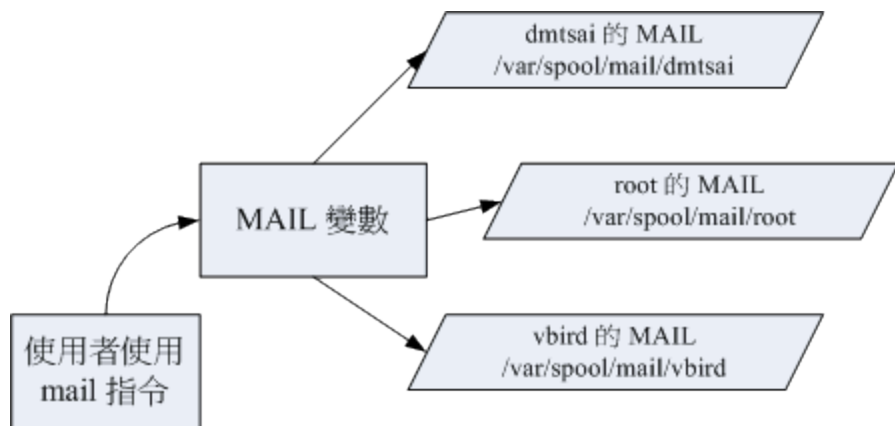 dmtsai 的 MAIL
/var/spool/mail/dmtsai
MAIL 變數
root 的 MAIL
/var/spool/mail/root
使用者使用
mail 指令
vbird 的 MAIL
/var/spool/mail/vbird